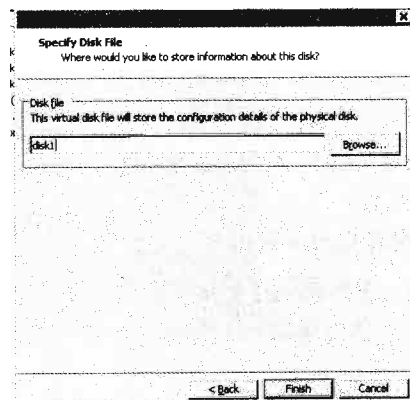 Specify Disk File
Where would you like to store information about this disk?
Disk file
This virtual disk file will store the configuration details of the physical disk.
disk1
Browse...
< Back
Finish
Cancel